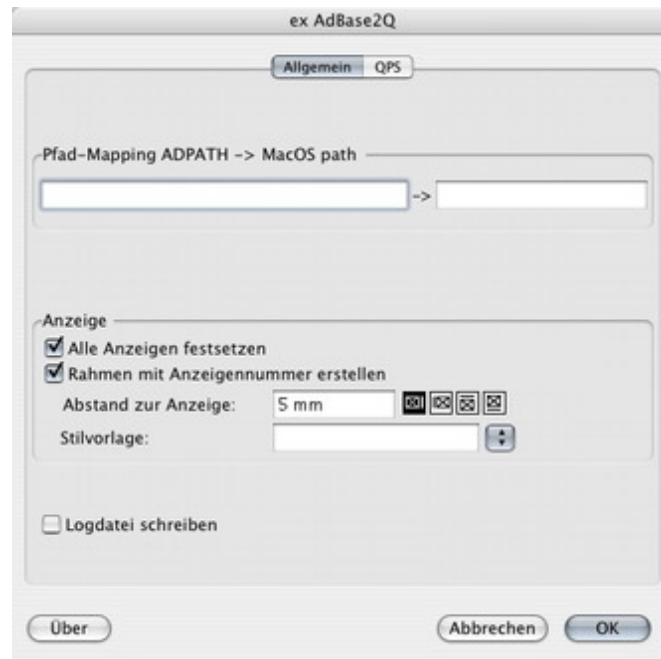 ex AdBase2Q
Allgemein QPS
Pfad-Mapping ADPATH -> MacOS path
->
Anzeige
Alle Anzeigen festsetzen
Rahmen mit Anzeigennummer erstellen
Abstand zur Anzeige: 5 mm
Stilvorlage:
Logdatei schreiben
Über Abbrechen OK